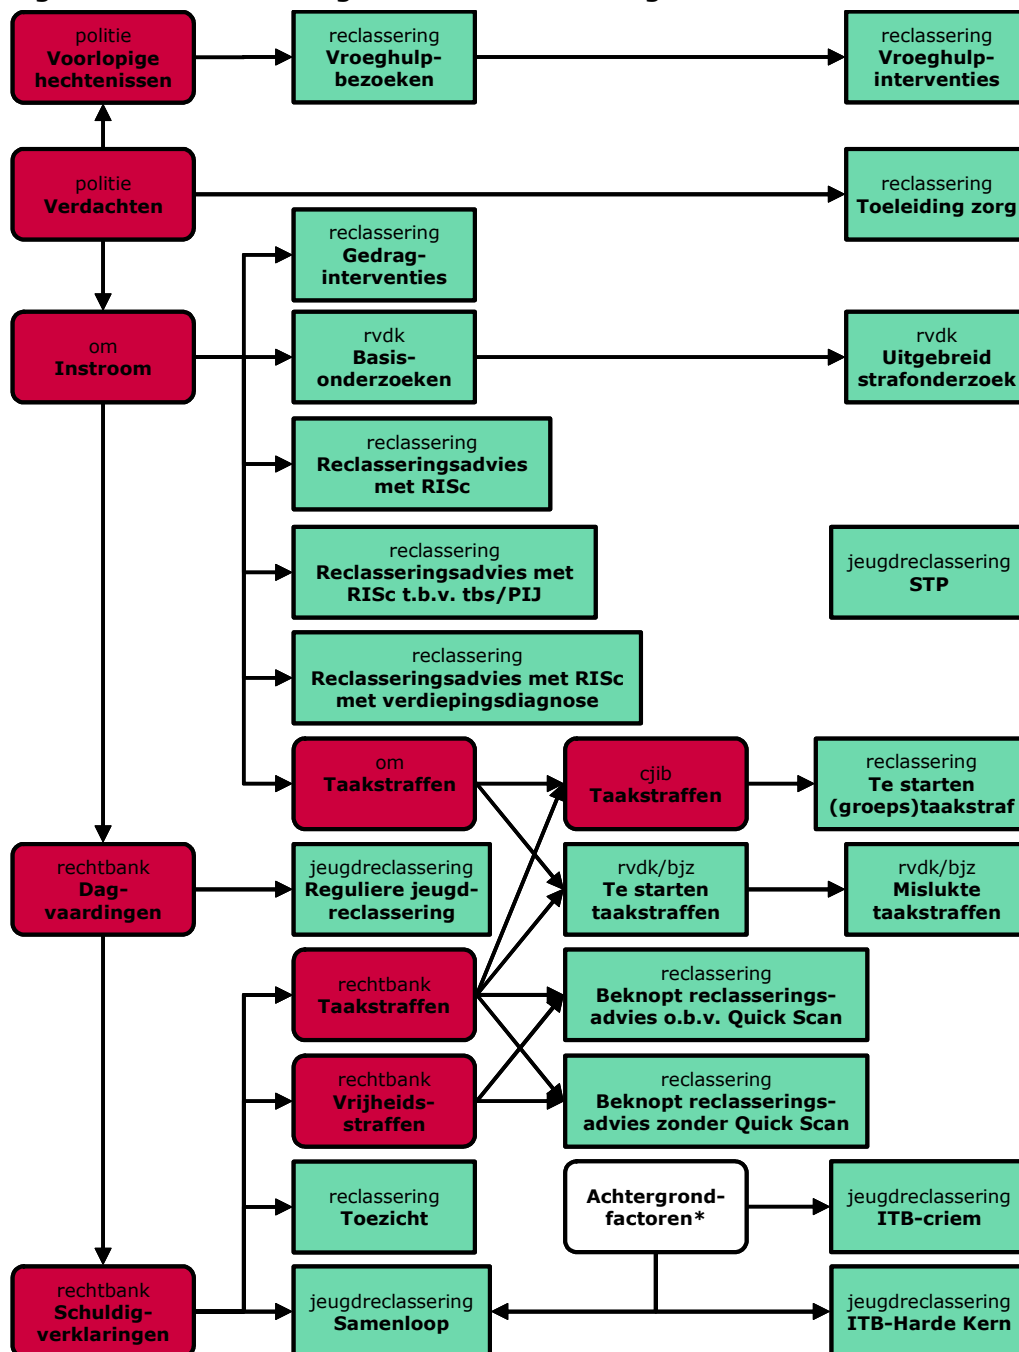 politie
Voorlopige
hechtenissen
reclassering
Vroeghulp-
bezoeken
reclassering
Vroeghulp-
interventies
politie
Verdachten
reclassering
Toeleiding zorg
reclassering
Gedrag-
interventies
om
Instroom
rvdk
Basis-
onderzoeken
rvdk
Uitgebreid
strafonderzoek
reclassering
Reclasseringsadvies
met RISc
reclassering
Reclasseringsadvies met
RISc t.b.v. tbs/PIJ
jeugdreclassering
STP
reclassering
Reclasseringsadvies met RISc
met verdiepingsdiagnose
om
Taakstraffen
cjib
Taakstraffen
reclassering
Te starten
(groeps)taakstraf
rechtbank
Dag-
vaardingen
jeugdreclassering
Reguliere jeugd-
reclassering
rvdk/bjz
Te starten
taakstraffen
rvdk/bjz
Mislukte
taakstraffen
rechtbank
Taakstraffen
reclassering
Beknopt reclasserings-
advies o.b.v. Quick Scan
rechtbank
Vrijheids-
straffen
reclassering
Beknopt reclasserings-
advies zonder Quick Scan
reclassering
Toezicht
Achtergrond-
factoren*
jeugdreclassering
ITB-criem
rechtbank
Schuldig-
verklaringen
jeugdreclassering
Samenloop
jeugdreclassering
ITB-Harde Kern